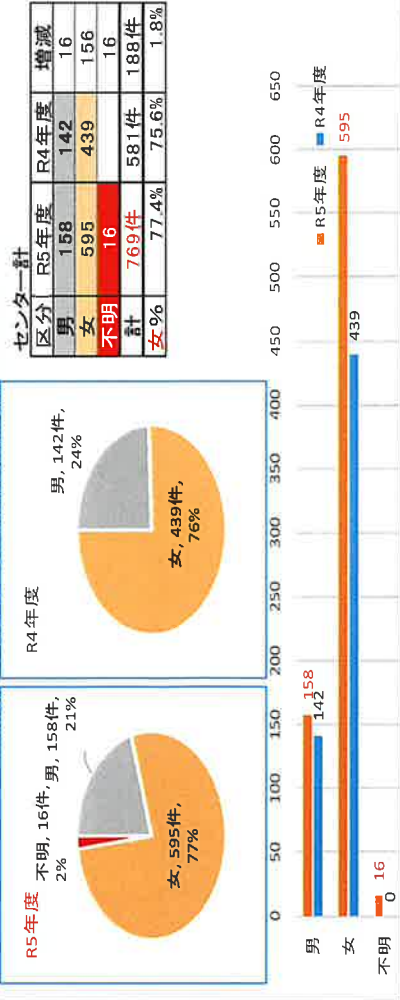 R5年度
不明, 16件,
2%
男, 158件,
21%
女, 595件,
77%
R4年度
男, 142件,
24%
女, 439件,
76%
センター計
区分 R5年度 R4年度 増減
男 158 142 16
女 595 439 156
不明 16 16
計 769件 581件 188件
女% 77.4% 75.6% 1.8%
0 50 100 150 200 250 300 350 400 450 500 550 600 650
男 158
142
女 595
439
不明 16
0
R5年度 R4年度